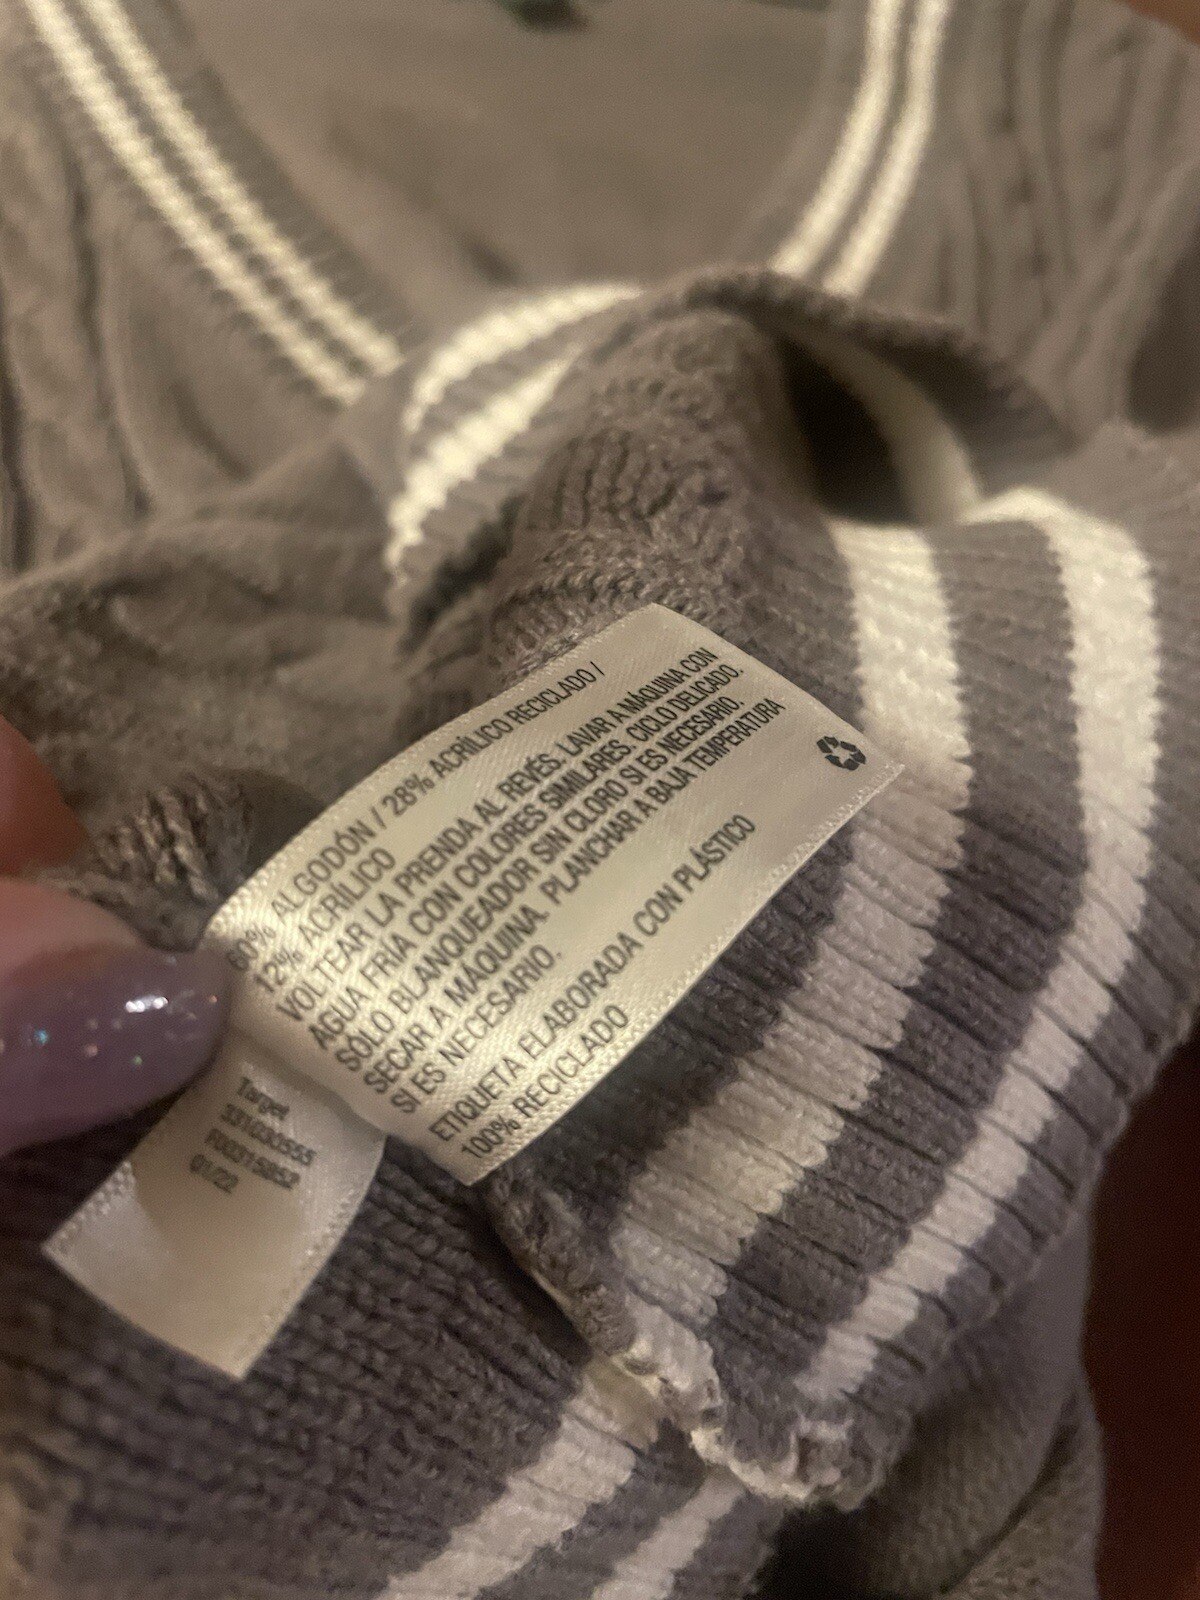 60% ALGODÓN / 28% ACRÍLICO RECICLADO /
12% ACRÍLICO
VOLTEAR LA PRENDA AL REVÉS. LAVAR A MÁQUINA CON
AGUA FRÍA CON COLORES SIMILARES. CICLO DELICADO.
SÓLO BLANQUEADOR SIN CLORO SI ES NECESARIO.
SECAR A MÁQUINA. PLANCHAR A BAJA TEMPERATURA
SI ES NECESARIO.
ETIQUETA ELABORADA CON PLÁSTICO
100% RECICLADO
Target
331G30555
F00315852
01/22